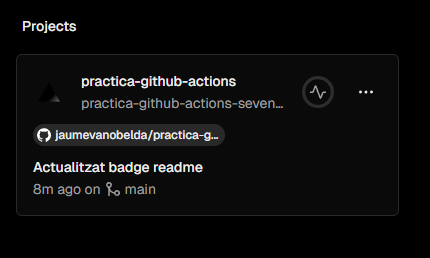 Projects
practica-github-actions
practica-github-actions-seven...
jaumevanobelda/practica-g...
Actualitzat badge readme
8m ago on main